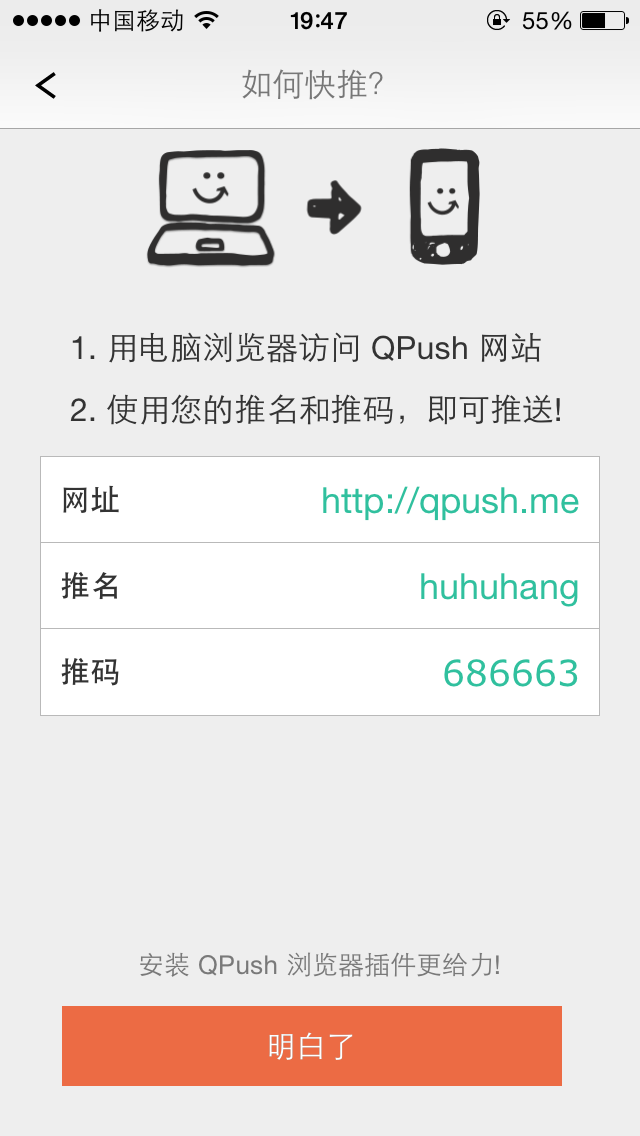 中国移动 19:47 55%
如何快推?
1. 用电脑浏览器访问 QPush 网站
2. 使用您的推名和推码，即可推送!
网址 http://qpush.me
推名 huhuhang
推码 686663
安装 QPush 浏览器插件更给力!
明白了